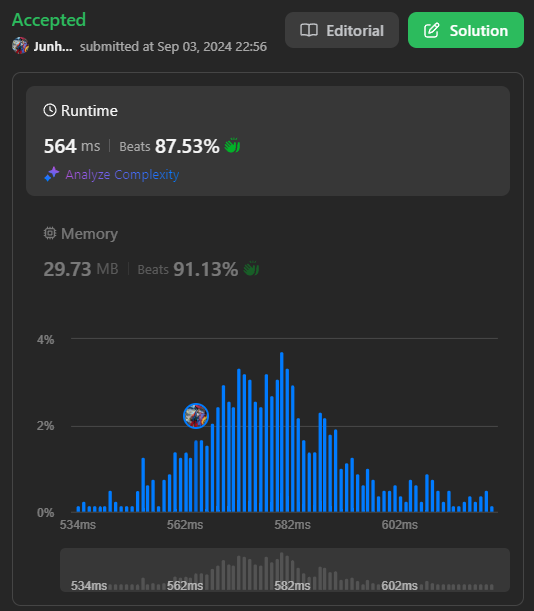 Accepted
Editorial
Solution
Junh... submitted at Sep 03, 2024 22:56
Runtime
564 ms | Beats 87.53%
Analyze Complexity
Memory
29.73 MB | Beats 91.13%
4%
2%
0%
534ms 562ms 582ms 602ms
534ms 562ms 582ms 602ms